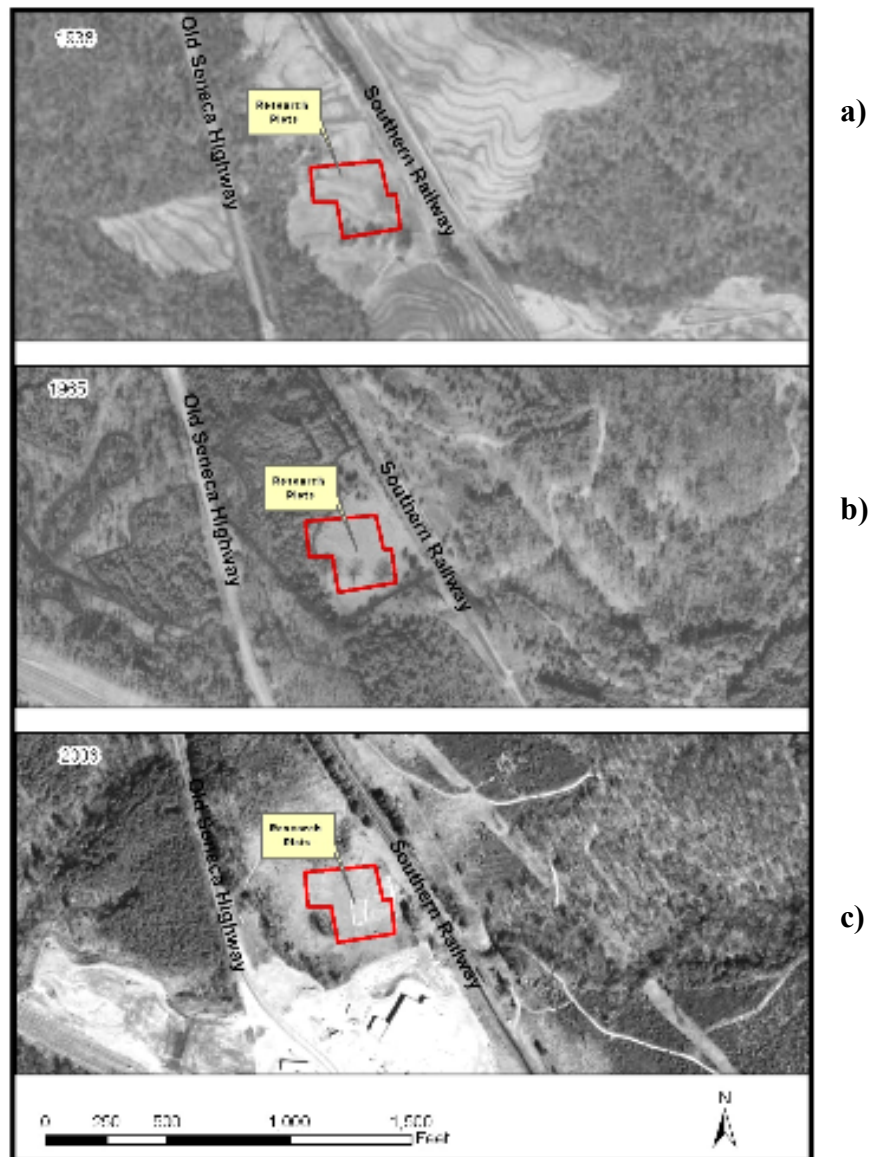 1938
Old Seneca Highway
Research
Plots
Southern Railway
a)
1965
Old Seneca Highway
Research
Plots
Southern Railway
b)
Old Seneca Highway
Research
Plots
Southern Railway
c)
N
0 250 500 1,000 1,500
Feet